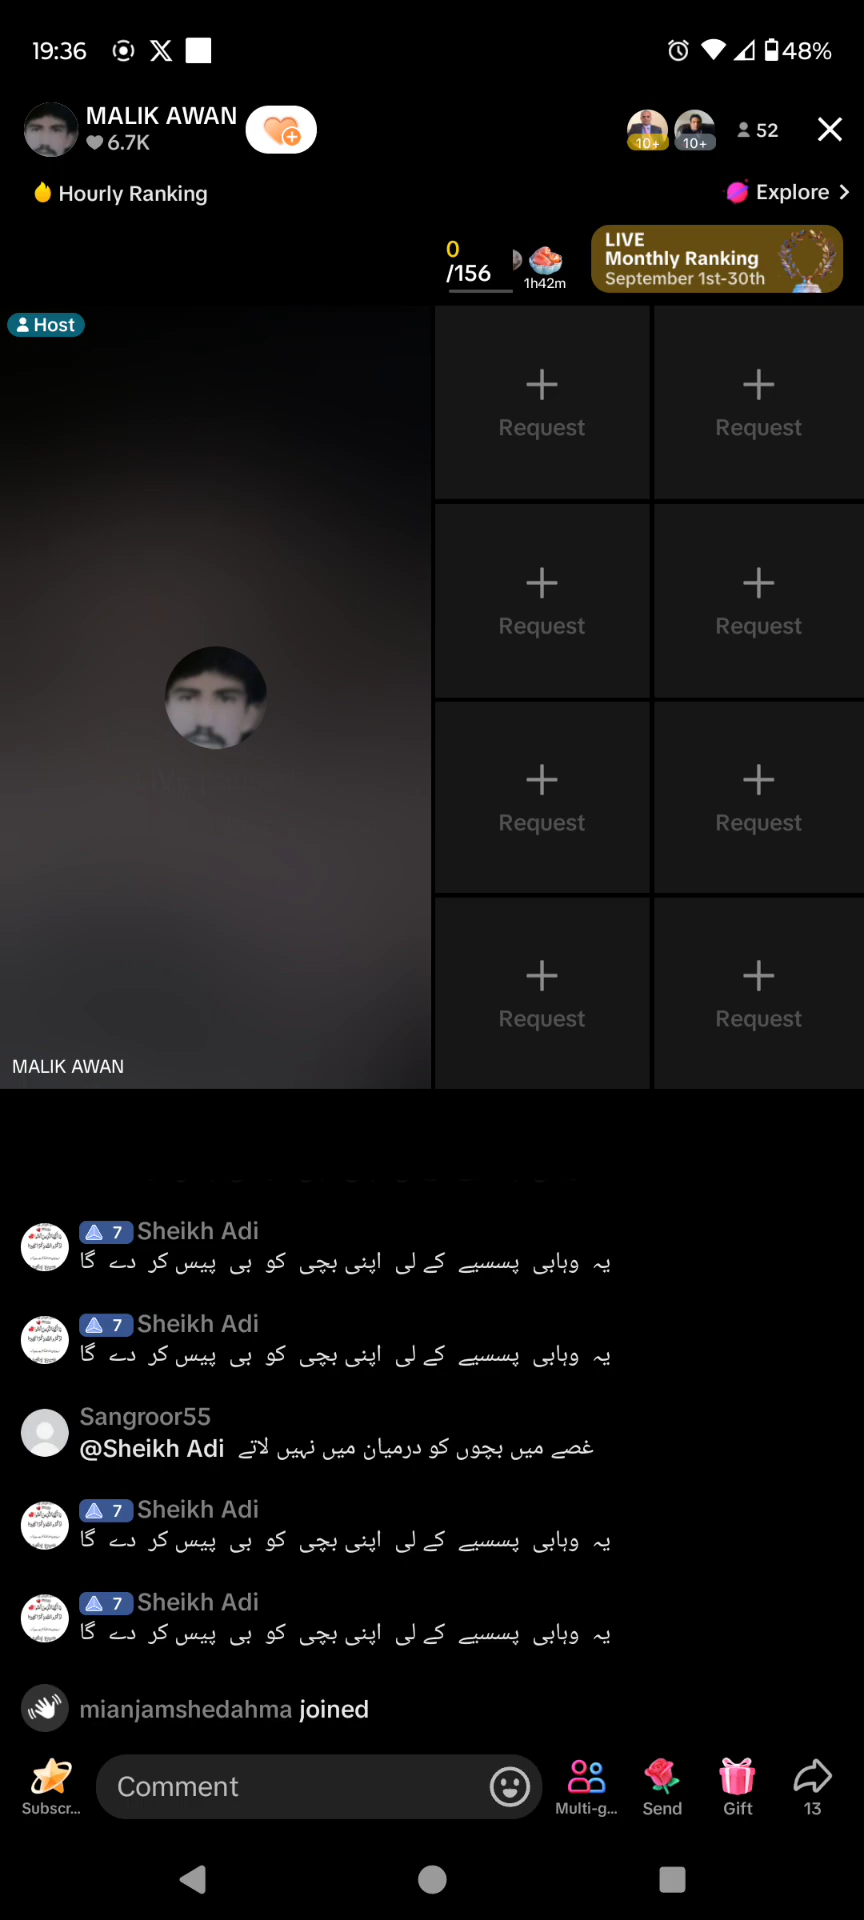 19:36
48%
MALIK AWAN
6.7K
10+
10+
52
Hourly Ranking
Explore
0
/156
1h42m
LIVE
Monthly Ranking
September 1st-30th
Host
Request
Request
Request
Request
Request
Request
Request
Request
MALIK AWAN
7 Sheikh Adi
یہ وہابی پسسیے کے لی اپنی بچی کو بی پیس کر دے گا
7 Sheikh Adi
یہ وہابی پسسیے کے لی اپنی بچی کو بی پیس کر دے گا
Sangroor55
@Sheikh Adi غصے میں بچوں کو درمیان میں نہیں لاتے
7 Sheikh Adi
یہ وہابی پسسیے کے لی اپنی بچی کو بی پیس کر دے گا
7 Sheikh Adi
یہ وہابی پسسیے کے لی اپنی بچی کو بی پیس کر دے گا
mianjamshedahma joined
Comment
Subscr...
Multi-g...
Send
Gift
13